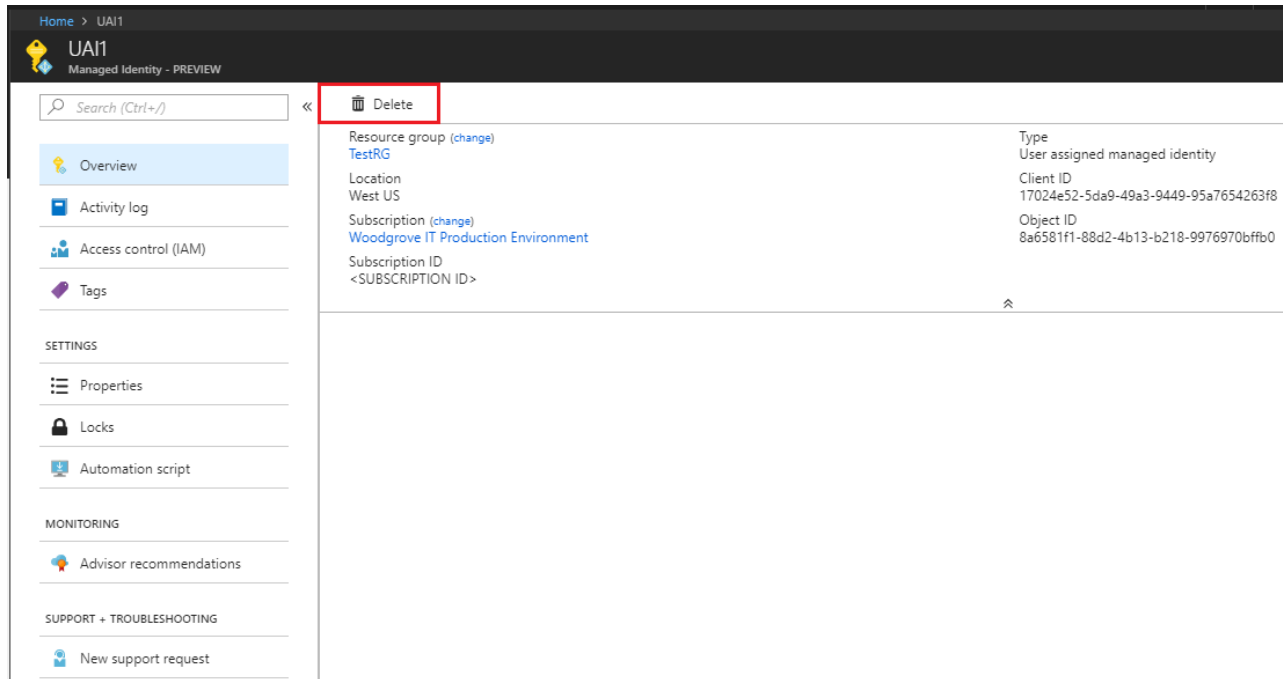 Home > UAI1
UAI1
Managed Identity - PREVIEW
Search (Ctrl+/)
«
Delete
Overview
Activity log
Access control (IAM)
Tags
SETTINGS
Properties
Locks
Automation script
MONITORING
Advisor recommendations
SUPPORT + TROUBLESHOOTING
New support request
Resource group (change)
TestRG
Location
West US
Subscription (change)
Woodgrove IT Production Environment
Subscription ID
<SUBSCRIPTION ID>
Type
User assigned managed identity
Client ID
17024e52-5da9-49a3-9449-95a7654263f8
Object ID
8a6581f1-88d2-4b13-b218-9976970bffb0